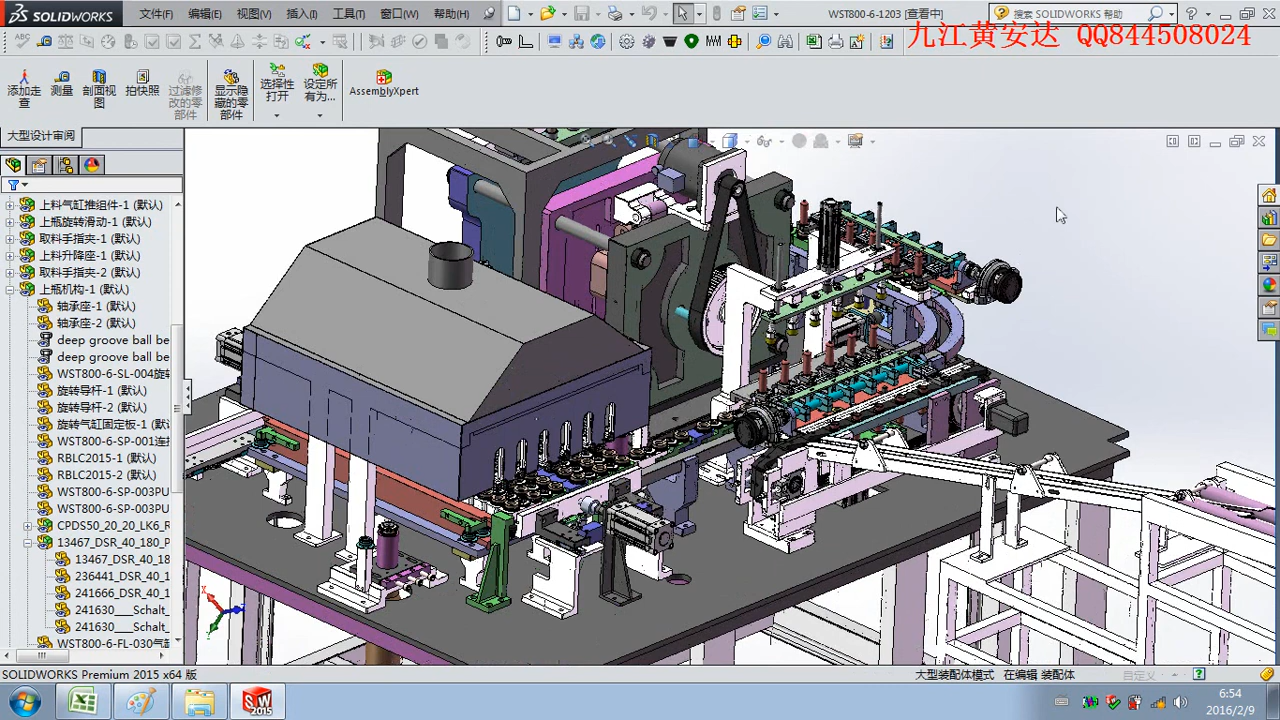 SOLIDWORKS 文件(F) 编辑(E) 视图(V) 插入(I) 工具(T) 窗口(W) 帮助(H) WST800-6-1203 [查看中] 搜索 SOLIDWORKS 帮助
九江黄安达 QQ844508024
添加走查 测量 剖面视图 拍快照 过滤修改的零部件 显示隐藏的零部件 选择性打开 设定所有为... AssemblyXpert
大型设计审阅
上料气缸推组件-1 (默认)
上瓶旋转滑动-1 (默认)
取料手指夹-1 (默认)
上料升降座-1 (默认)
取料手指夹-2 (默认)
上瓶机构-1 (默认)
轴承座-1 (默认)
轴承座-2 (默认)
deep groove ball be
deep groove ball be
WST800-6-SL-004旋转
旋转导杆-1 (默认)
旋转导杆-2 (默认)
旋转气缸固定板-1 (默认
WST800-6-SP-001连接
RBLC2015-1 (默认)
RBLC2015-2 (默认)
WST800-6-SP-003PU
WST800-6-SP-003PU
CPDS50_20_20_LK6_R
13467_DSR_40_180_P
13467_DSR_40_18
236441_DSR_40_1
241666_DSR_40_1
241630___Schalt_
241630___Schalt_
WST800-6-FL-030气缸
SOLIDWORKS Premium 2015 x64 版 大型装配体模式 在编辑 装配体 自定义
6:54
2016/2/9